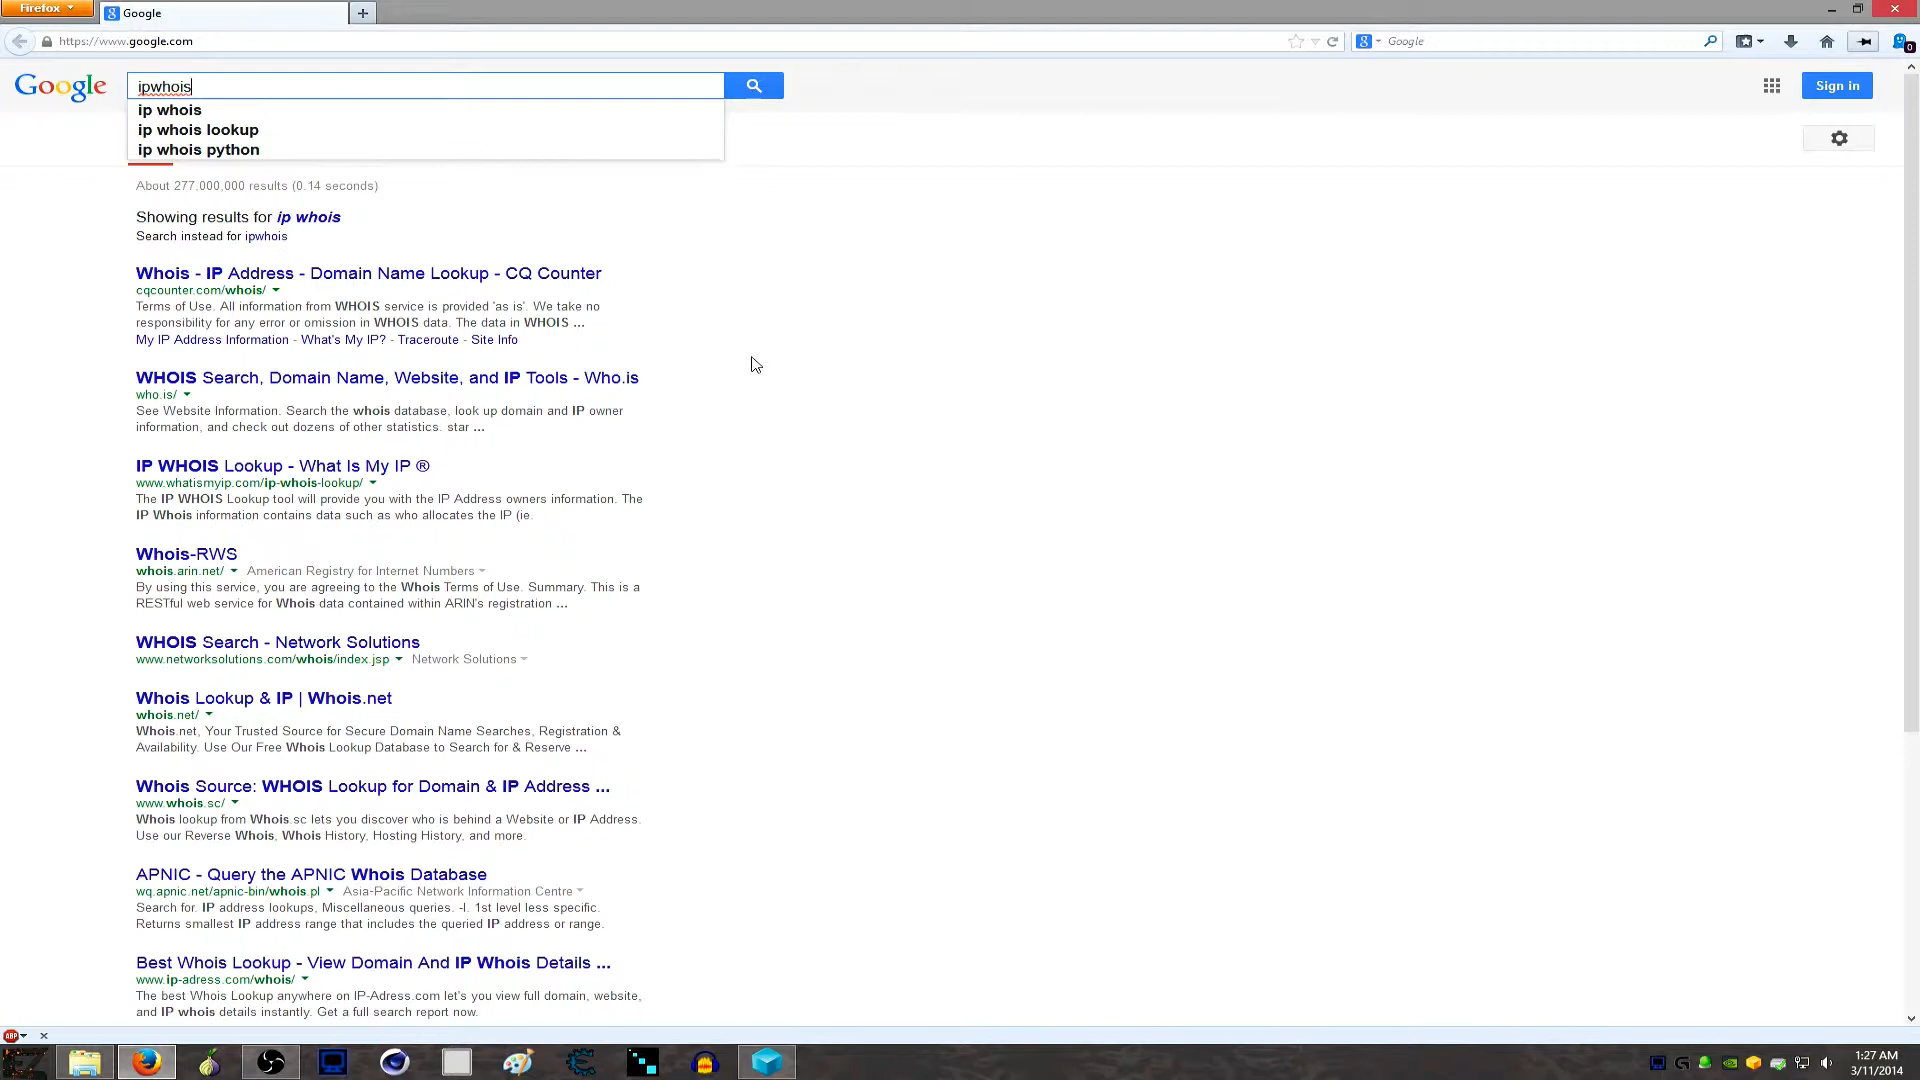 Firefox
Google
https://www.google.com
Google
0
Google
ipwhois
Sign in
ip whois
ip whois lookup
ip whois python
About 277,000,000 results (0.14 seconds)
Showing results for ip whois
Search instead for ipwhois
Whois - IP Address - Domain Name Lookup - CQ Counter
cqcounter.com/whois/
Terms of Use. All information from WHOIS service is provided 'as is'. We take no
responsibility for any error or omission in WHOIS data. The data in WHOIS ...
My IP Address Information - What's My IP? - Traceroute - Site Info
WHOIS Search, Domain Name, Website, and IP Tools - Who.is
who.is/
See Website Information. Search the whois database, look up domain and IP owner
information, and check out dozens of other statistics. star ...
IP WHOIS Lookup - What Is My IP ®
www.whatismyip.com/ip-whois-lookup/
The IP WHOIS Lookup tool will provide you with the IP Address owners information. The
IP Whois information contains data such as who allocates the IP (ie.
Whois-RWS
whois.arin.net/ American Registry for Internet Numbers
By using this service, you are agreeing to the Whois Terms of Use. Summary. This is a
RESTful web service for Whois data contained within ARIN's registration ...
WHOIS Search - Network Solutions
www.networksolutions.com/whois/index.jsp Network Solutions
Whois Lookup & IP | Whois.net
whois.net/
Whois.net, Your Trusted Source for Secure Domain Name Searches, Registration &
Availability. Use Our Free Whois Lookup Database to Search for & Reserve ...
Whois Source: WHOIS Lookup for Domain & IP Address ...
www.whois.sc/
Whois lookup from Whois.sc lets you discover who is behind a Website or IP Address.
Use our Reverse Whois, Whois History, Hosting History, and more.
APNIC - Query the APNIC Whois Database
wq.apnic.net/apnic-bin/whois.pl Asia-Pacific Network Information Centre
Search for. IP address lookups, Miscellaneous queries. -l. 1st level less specific.
Returns smallest IP address range that includes the queried IP address or range.
Best Whois Lookup - View Domain And IP Whois Details ...
www.ip-adress.com/whois/
The best Whois Lookup anywhere on IP-Adress.com let's you view full domain, website,
and IP whois details instantly. Get a full search report now.
ABP
1:27 AM
3/11/2014